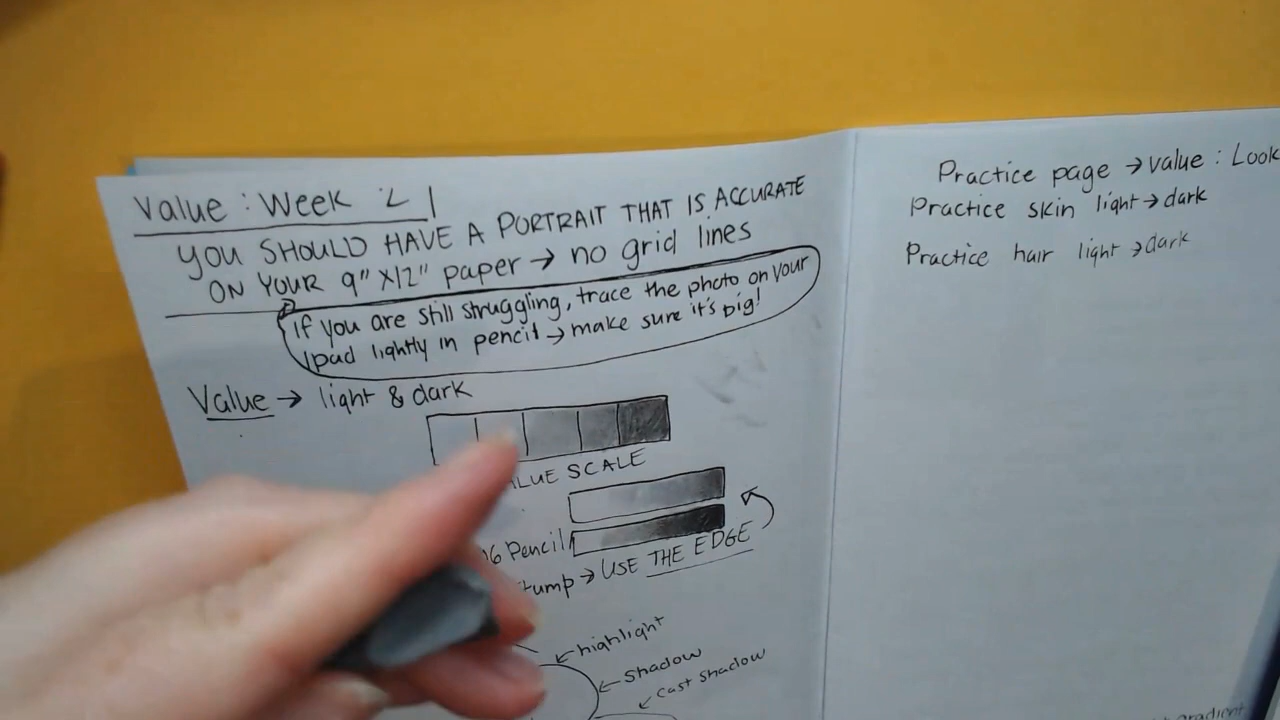 Value : Week 21
YOU SHOULD HAVE A PORTRAIT THAT IS ACCURATE
ON YOUR 9" X12" paper → no grid lines
If you are still struggling, trace the photo on your
Ipad lightly in pencil → make sure it's big!
Value → light & dark
VALUE SCALE
Pencil
→ USE THE EDGE
highlight
Shadow
Cast Shadow
Practice page → value : Look
Practice skin light → dark
Practice hair light → dark
gradient